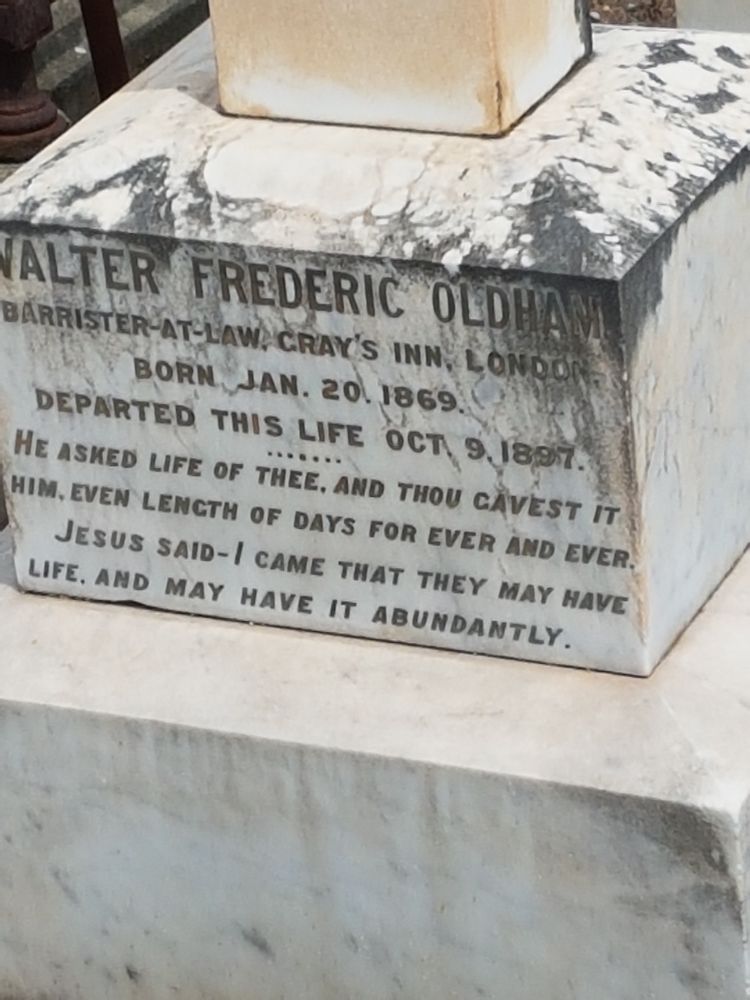 WALTER FREDERIC OLDHAM
BARRISTER-AT-LAW, GRAY'S INN, LONDON.
BORN JAN. 20. 1869.
DEPARTED THIS LIFE OCT. 9. 1897.
.......
HE ASKED LIFE OF THEE, AND THOU GAVEST IT
HIM, EVEN LENGTH OF DAYS FOR EVER AND EVER.
JESUS SAID-I CAME THAT THEY MAY HAVE
LIFE, AND MAY HAVE IT ABUNDANTLY.